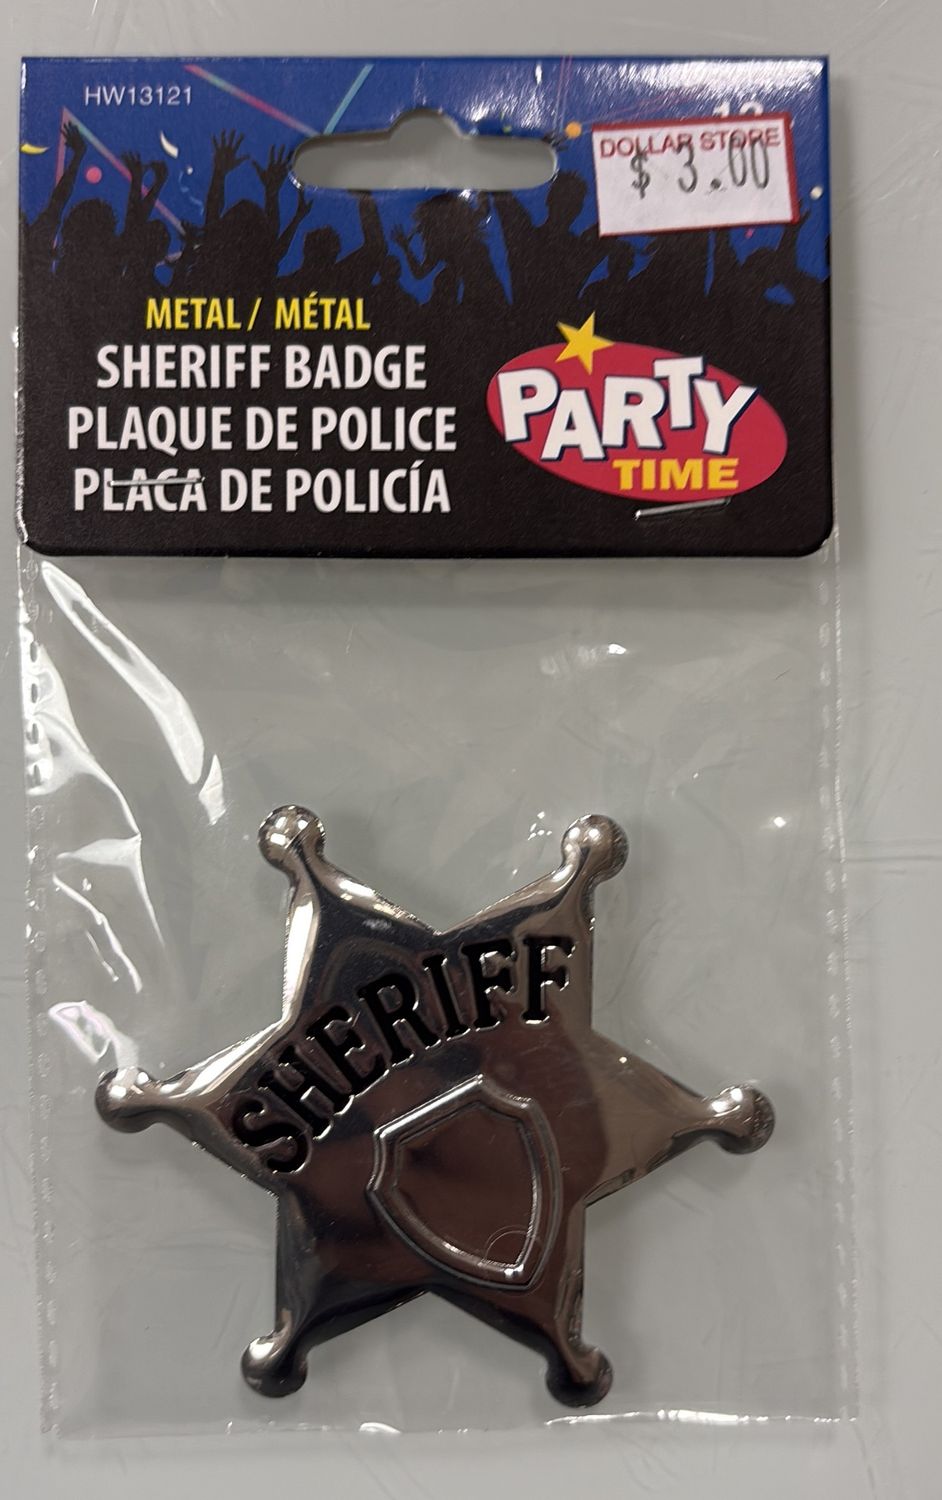 HW13121
DOLLAR STORE
$ 3.00
METAL / MÉTAL
SHERIFF BADGE
PLAQUE DE POLICE
PLACA DE POLICÍA
PARTY
TIME
SHERIFF